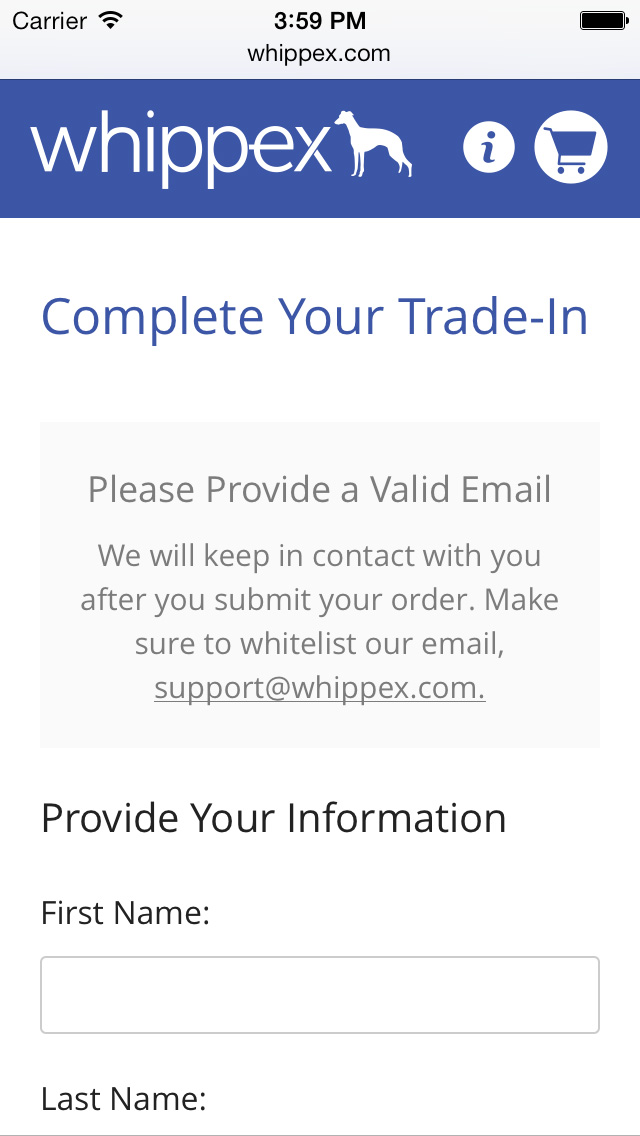 Carrier 3:59 PM
whippex.com
whippex i
Complete Your Trade-In
Please Provide a Valid Email
We will keep in contact with you
after you submit your order. Make
sure to whitelist our email,
support@whippex.com.
Provide Your Information
First Name:
Last Name: